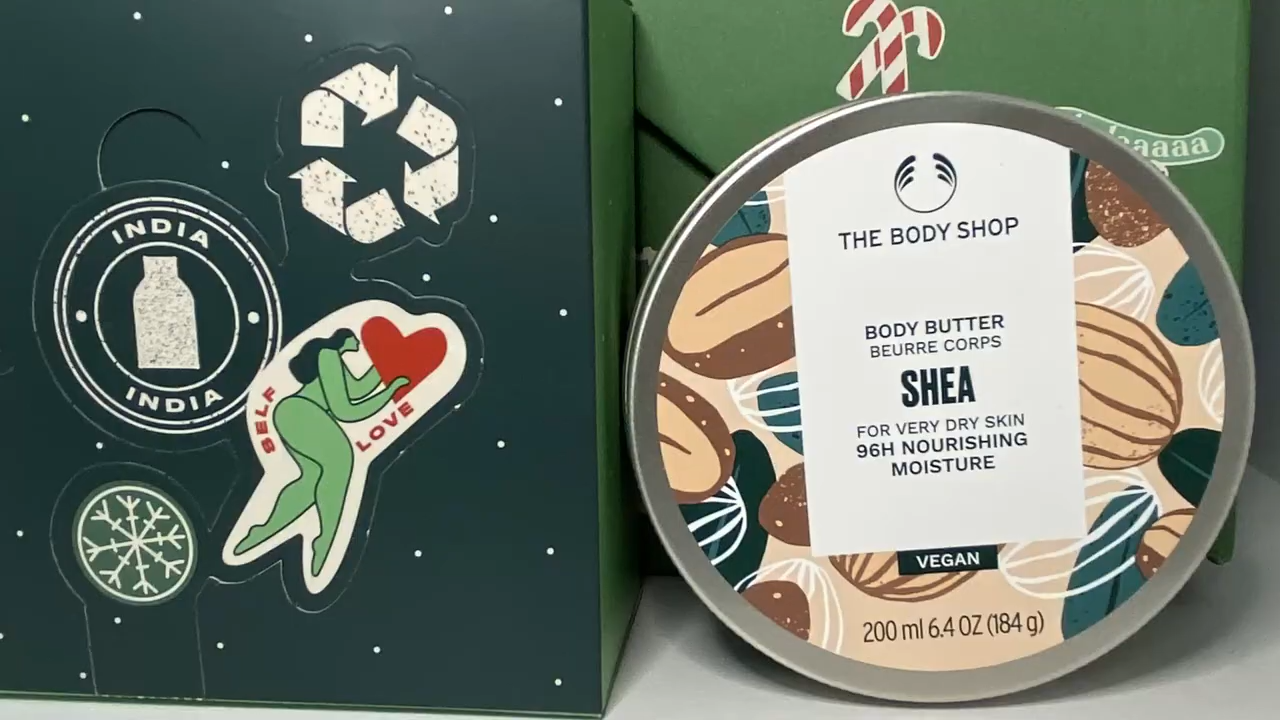 INDIA
INDIA
SELF
LOVE
THE BODY SHOP
BODY BUTTER
BEURRE CORPS
SHEA
FOR VERY DRY SKIN
96H NOURISHING
MOISTURE
VEGAN
200 ml 6.4 OZ (184 g)